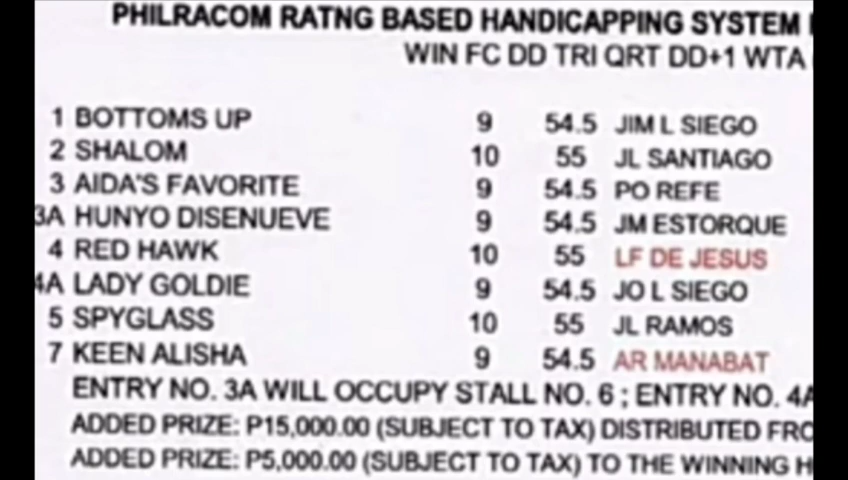 PHILRACOM RATNG BASED HANDICAPPING SYSTEM
WIN FC DD TRI QRT DD+1 WTA
1 BOTTOMS UP 9 54.5 JIM L SIEGO
2 SHALOM 10 55 JL SANTIAGO
3 AIDA'S FAVORITE 9 54.5 PO REFE
3A HUNYO DISENUEVE 9 54.5 JM ESTORQUE
4 RED HAWK 10 55 LF DE JESUS
4A LADY GOLDIE 9 54.5 JO L SIEGO
5 SPYGLASS 10 55 JL RAMOS
7 KEEN ALISHA 9 54.5 AR MANABAT
ENTRY NO. 3A WILL OCCUPY STALL NO. 6 ; ENTRY NO. 4A
ADDED PRIZE: P15,000.00 (SUBJECT TO TAX) DISTRIBUTED FRO
ADDED PRIZE: P5,000.00 (SUBJECT TO TAX) TO THE WINNING H